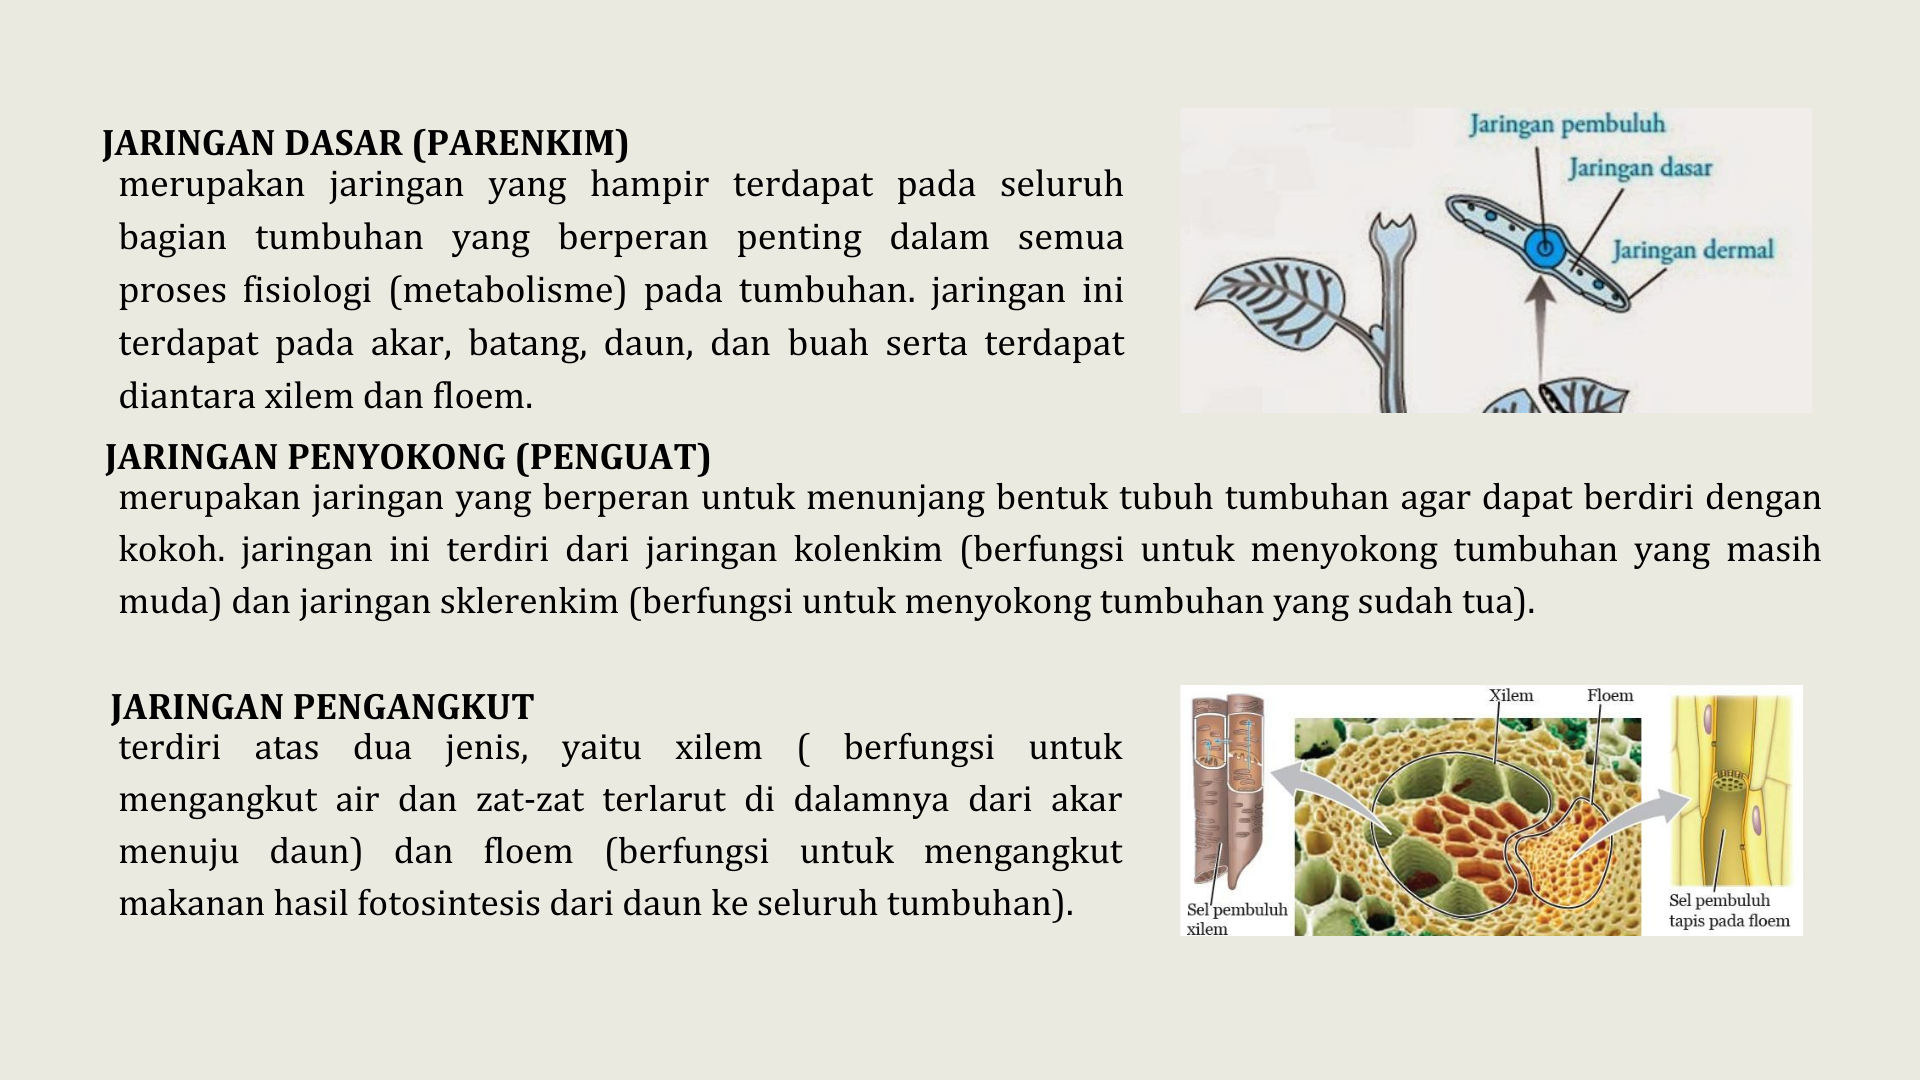 JARINGAN DASAR (PARENKIM)
merupakan jaringan yang hampir terdapat pada seluruh
bagian tumbuhan yang berperan penting dalam semua
proses fisiologi (metabolisme) pada tumbuhan. jaringan ini
terdapat pada akar, batang, daun, dan buah serta terdapat
diantara xilem dan floem.
Jaringan pembuluh
Jaringan dasar
Jaringan dermal
JARINGAN PENYOKONG (PENGUAT)
merupakan jaringan yang berperan untuk menunjang bentuk tubuh tumbuhan agar dapat berdiri dengan
kokoh. jaringan ini terdiri dari jaringan kolenkim (berfungsi untuk menyokong tumbuhan yang masih
muda) dan jaringan sklerenkim (berfungsi untuk menyokong tumbuhan yang sudah tua).
JARINGAN PENGANGKUT
terdiri atas dua jenis, yaitu xilem ( berfungsi untuk
mengangkut air dan zat-zat terlarut di dalamnya dari akar
menuju daun) dan floem (berfungsi untuk mengangkut
makanan hasil fotosintesis dari daun ke seluruh tumbuhan).
Xilem
Floem
Sel pembuluh
xilem
Sel pembuluh
tapis pada floem